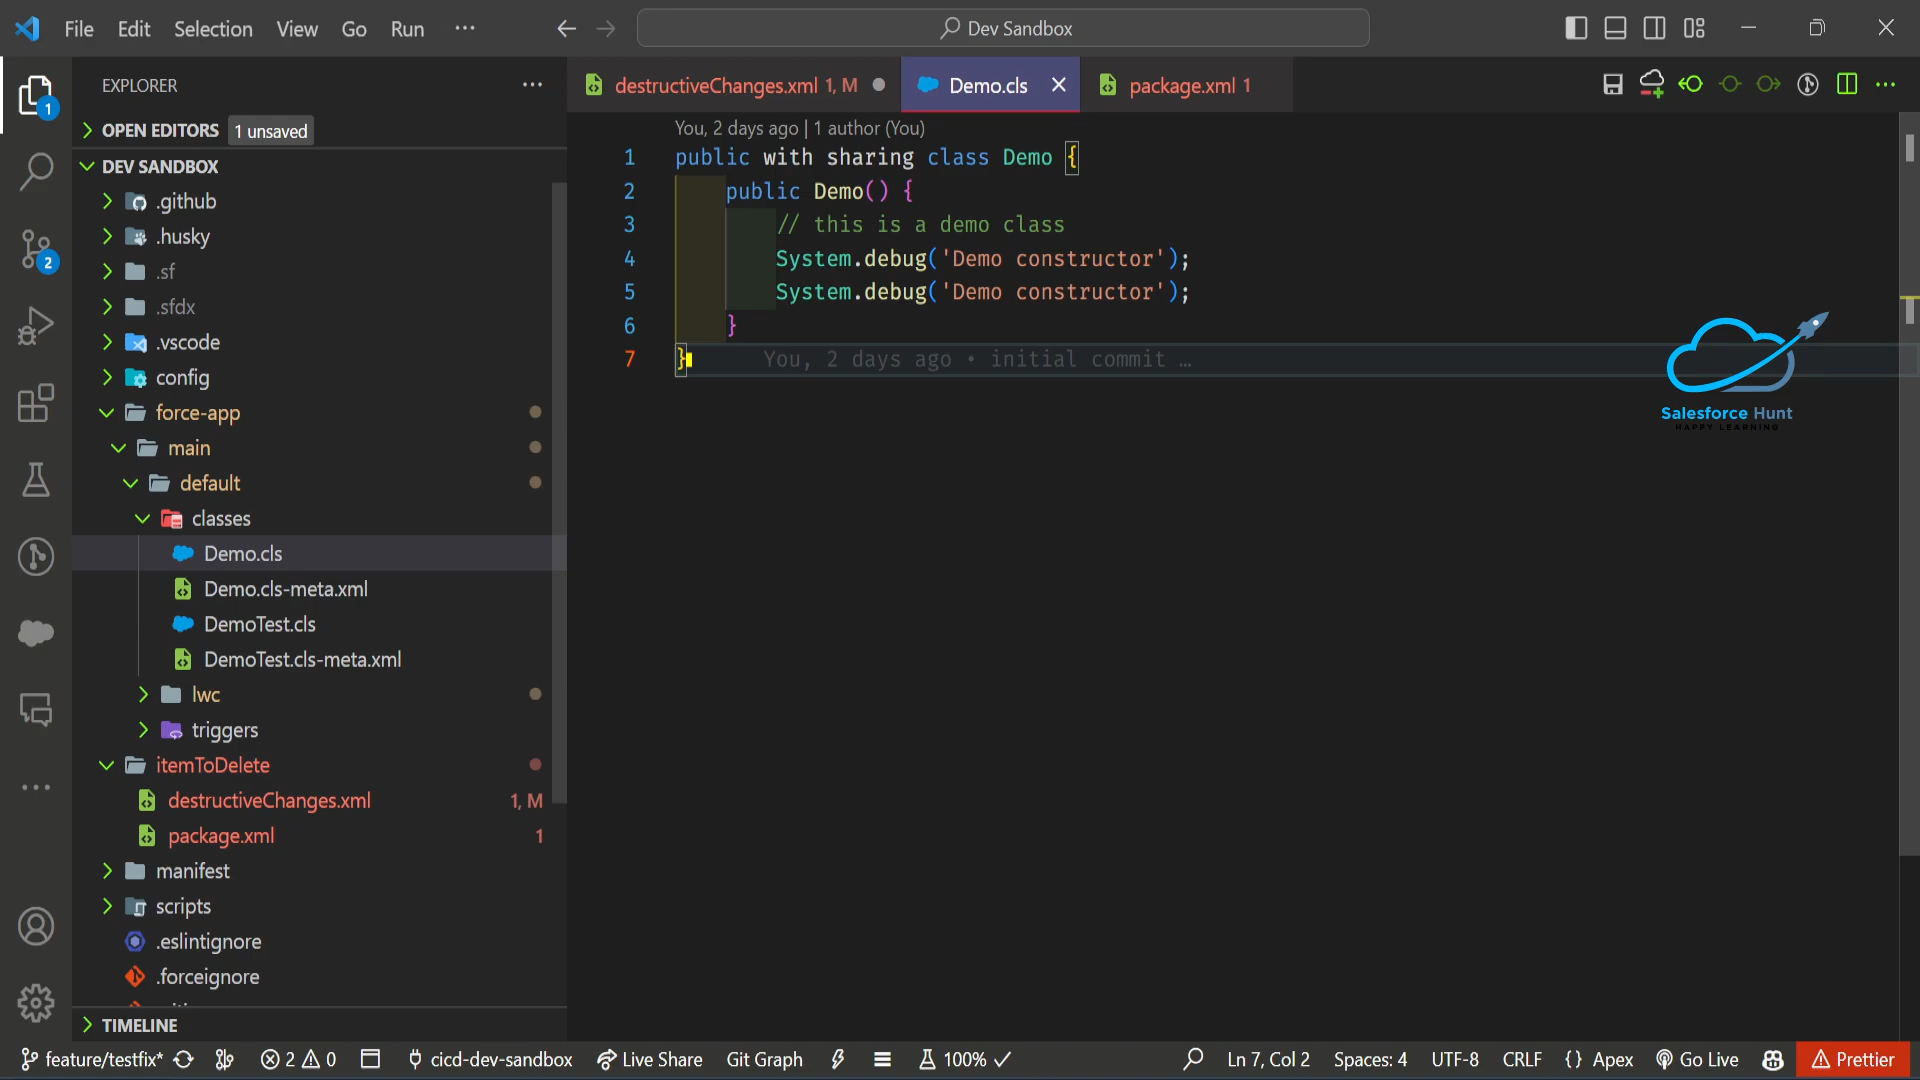 File Edit Selection View Go Run ··· Dev Sandbox
EXPLORER ···
OPEN EDITORS 1 unsaved
DEV SANDBOX
.github
.husky
.sf
.sfdx
.vscode
config
force-app
main
default
classes
Demo.cls
Demo.cls-meta.xml
DemoTest.cls
DemoTest.cls-meta.xml
lwc
triggers
itemToDelete
destructiveChanges.xml 1, M
package.xml 1
manifest
scripts
.eslintignore
.forceignore
TIMELINE
1
2
destructiveChanges.xml 1, M
Demo.cls
package.xml 1
You, 2 days ago | 1 author (You)
1 public with sharing class Demo {
2 public Demo() {
3 // this is a demo class
4 System.debug('Demo constructor');
5 System.debug('Demo constructor');
6 }
7 } You, 2 days ago • initial commit …
Salesforce Hunt
HAPPY LEARNING
feature/testfix* 2 0 cicd-dev-sandbox Live Share Git Graph 100% Ln 7, Col 2 Spaces: 4 UTF-8 CRLF {} Apex Go Live Prettier